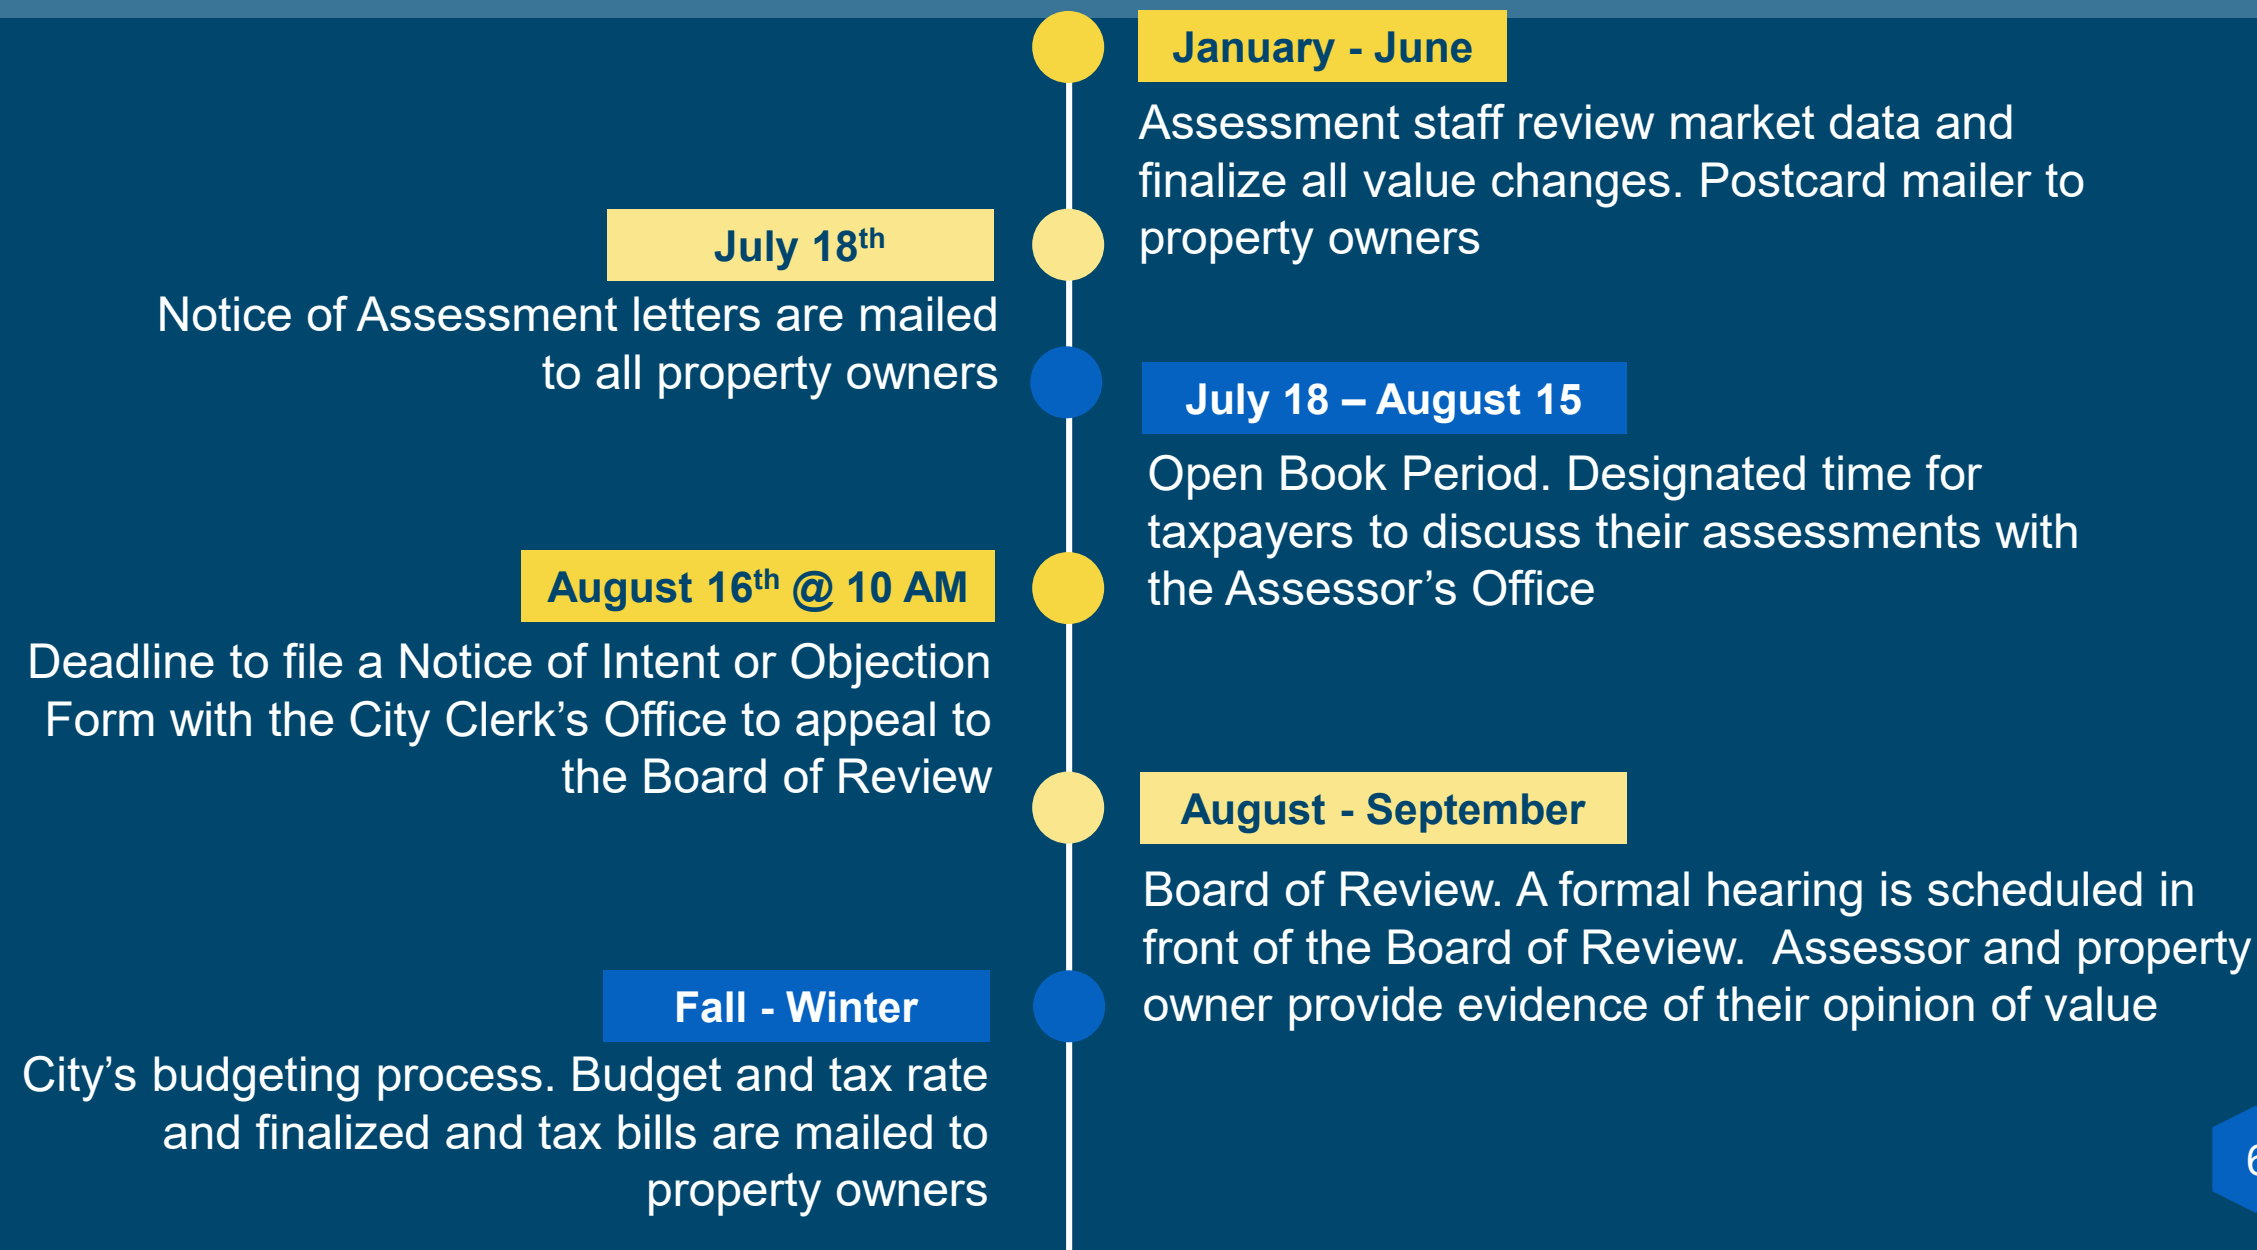 January - June
Assessment staff review market data and
finalize all value changes. Postcard mailer to
property owners
July 18th
Notice of Assessment letters are mailed
to all property owners
July 18 – August 15
Open Book Period. Designated time for
taxpayers to discuss their assessments with
the Assessor’s Office
August 16th @ 10 AM
Deadline to file a Notice of Intent or Objection
Form with the City Clerk’s Office to appeal to
the Board of Review
August - September
Board of Review. A formal hearing is scheduled in
front of the Board of Review.  Assessor and property
owner provide evidence of their opinion of value
Fall - Winter
City’s budgeting process. Budget and tax rate
and finalized and tax bills are mailed to
property owners
6